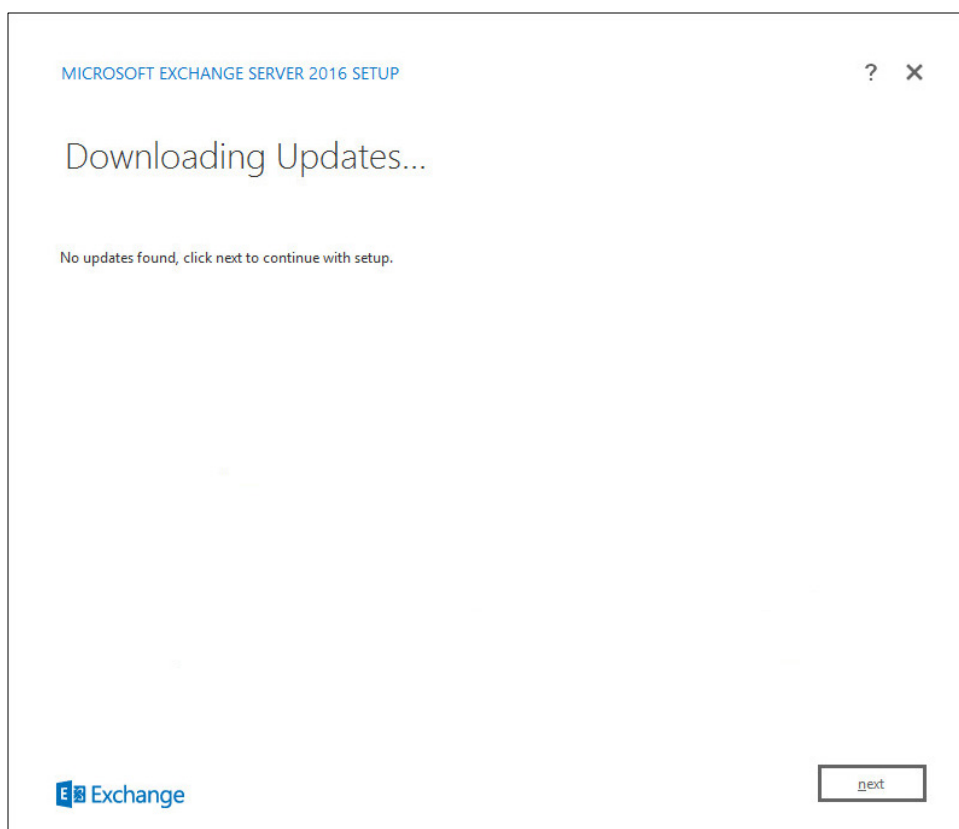 MICROSOFT EXCHANGE SERVER 2016 SETUP
?
Downloading Updates...
No updates found, click next to continue with setup.
E Exchange
next